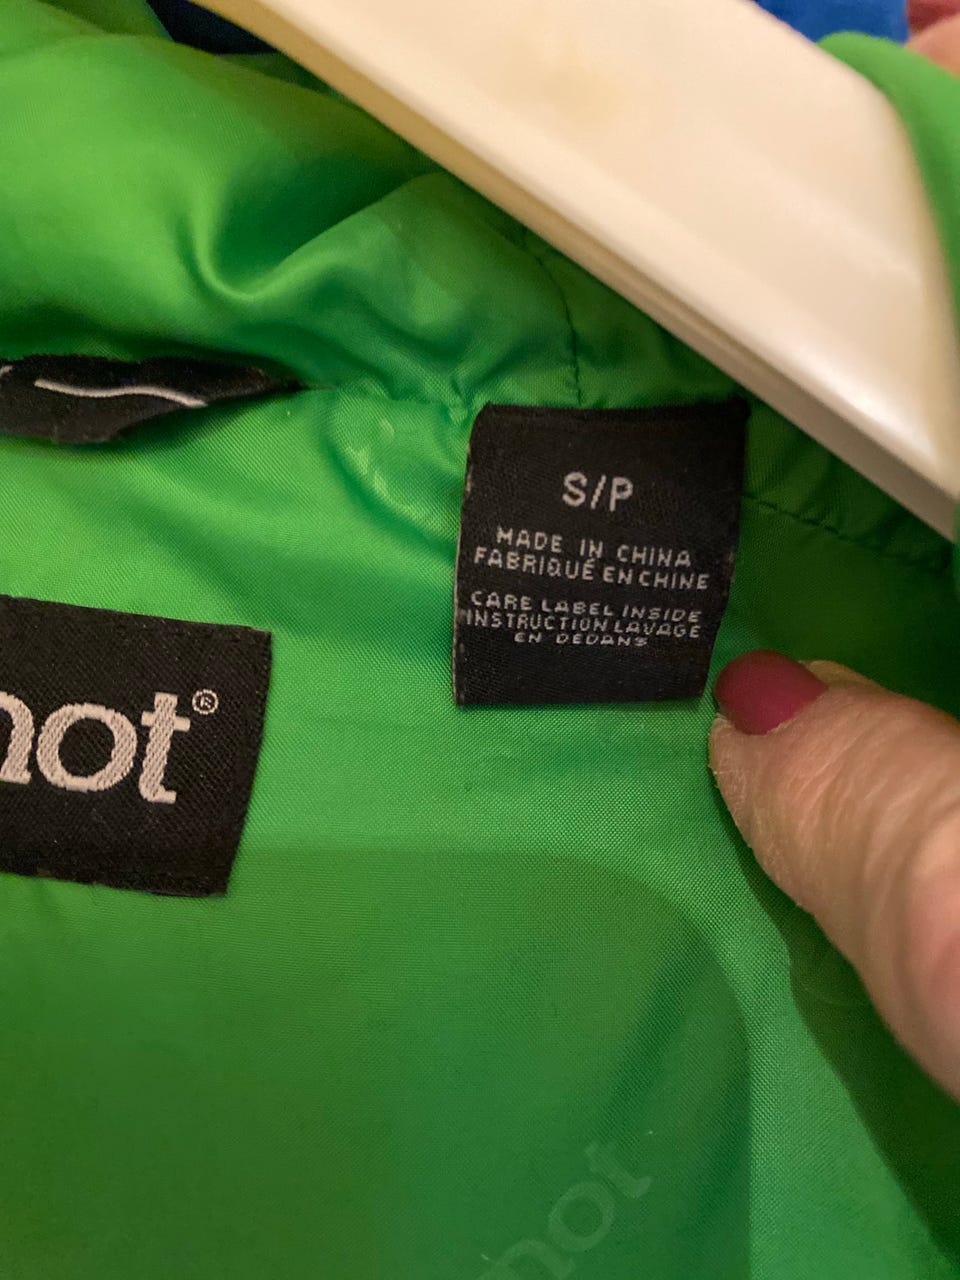 S/P
MADE IN CHINA
FABRIQUÉ EN CHINE
CARE LABEL INSIDE
INSTRUCTION LAVAGE
EN DEDANS
not®
not